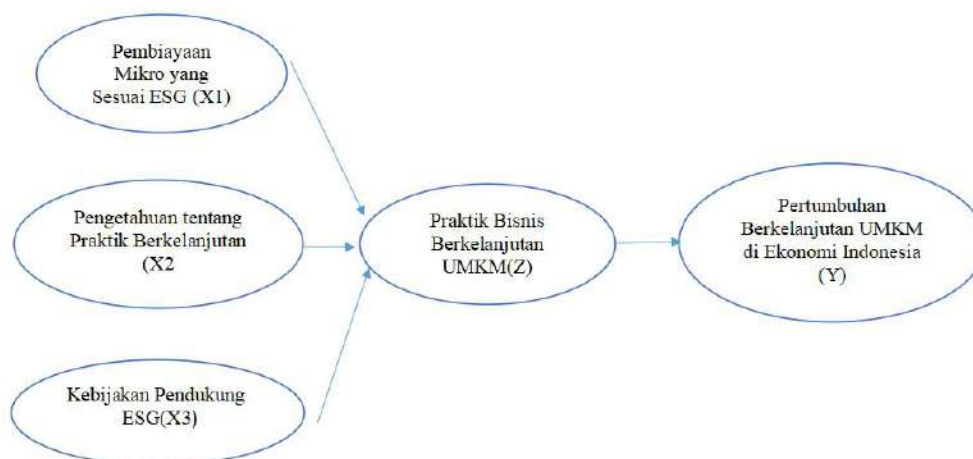 Pembiayaan
Mikro yang
Sesuai ESG (X1)
Pengetahuan tentang
Praktik Berkelanjutan
(X2
Kebijakan Pendukung
ESG(X3)
Praktik Bisnis
Berkelanjutan
UMKM(Z)
Pertumbuhan
Berkelanjutan UMKM
di Ekonomi Indonesia
(Y)